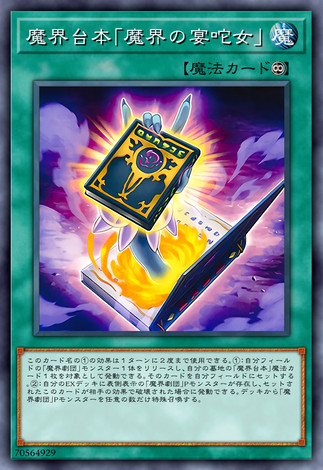 魔界台本「魔界の宴咜女」
魔
【魔法カード】
このカード名の①の効果は１ターンに２度まで使用できる。①：自分フィール
ドの「魔界劇団」モンスター１体をリリースし、自分の墓地の「魔界台本」魔法カ
ード１枚を対象として発動できる。そのカードを自分フィールドにセットする
。②：自分のEXデッキに表側表示の「魔界劇団」Pモンスターが存在し、セットさ
れたこのカードが相手の効果で破壊された場合に発動できる。デッキから「魔
界劇団」Pモンスターを任意の数だけ特殊召喚する。
70564929